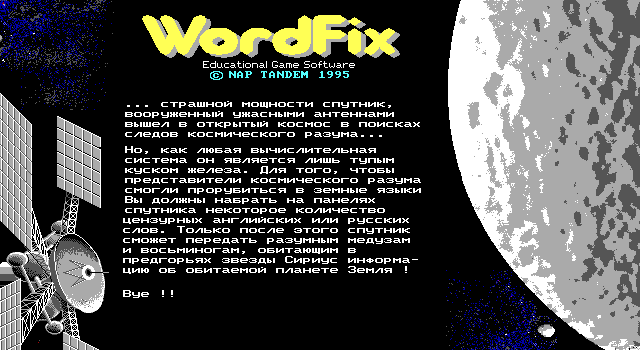 WordFix
Educational Game Software
© NAP TANDEM 1995
... страшной мощности спутник,
вооруженный ужасными антеннами
вышел в открытый космос в поисках
следов космического разума...
Но, как любая вычислительная
система он является лишь тупым
куском железа. Для того, чтобы
представители космического разума
смогли прорубиться в земные языки
Вы должны набрать на панелях
спутника некоторое количество
цензурных английских или русских
слов. Только после этого спутник
сможет передать разумным медузам
и восьминогам, обитающим в
предгорьях звезды Сириус информа-
цию об обитаемой планете Земля !
Bye !!